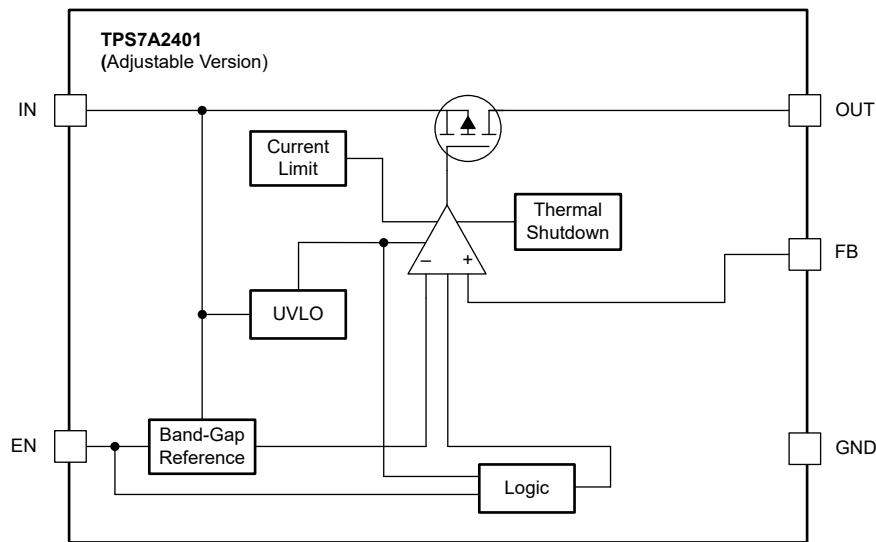 TPS7A2401
(Adjustable Version)
IN
OUT
Current
Limit
Thermal
Shutdown
FB
–
+
UVLO
EN
Band-Gap
Reference
GND
Logic